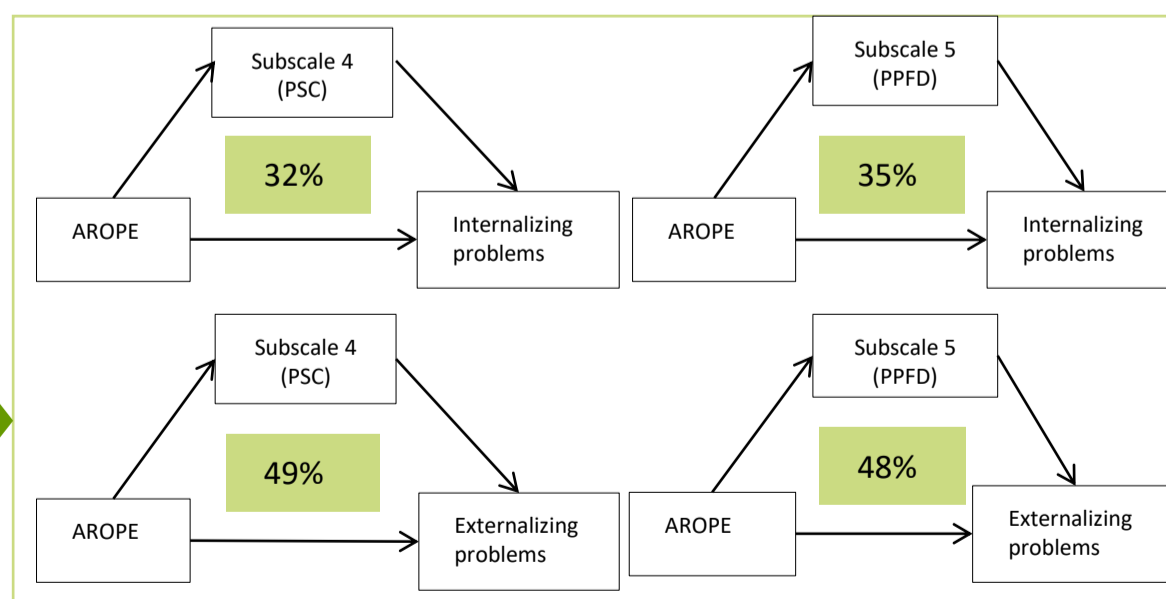 Subscale 4
(PSC)
32%
AROPE
Internalizing
problems
Subscale 5
(PPFD)
35%
AROPE
Internalizing
problems
Subscale 4
(PSC)
49%
AROPE
Externalizing
problems
Subscale 5
(PPFD)
48%
AROPE
Externalizing
problems